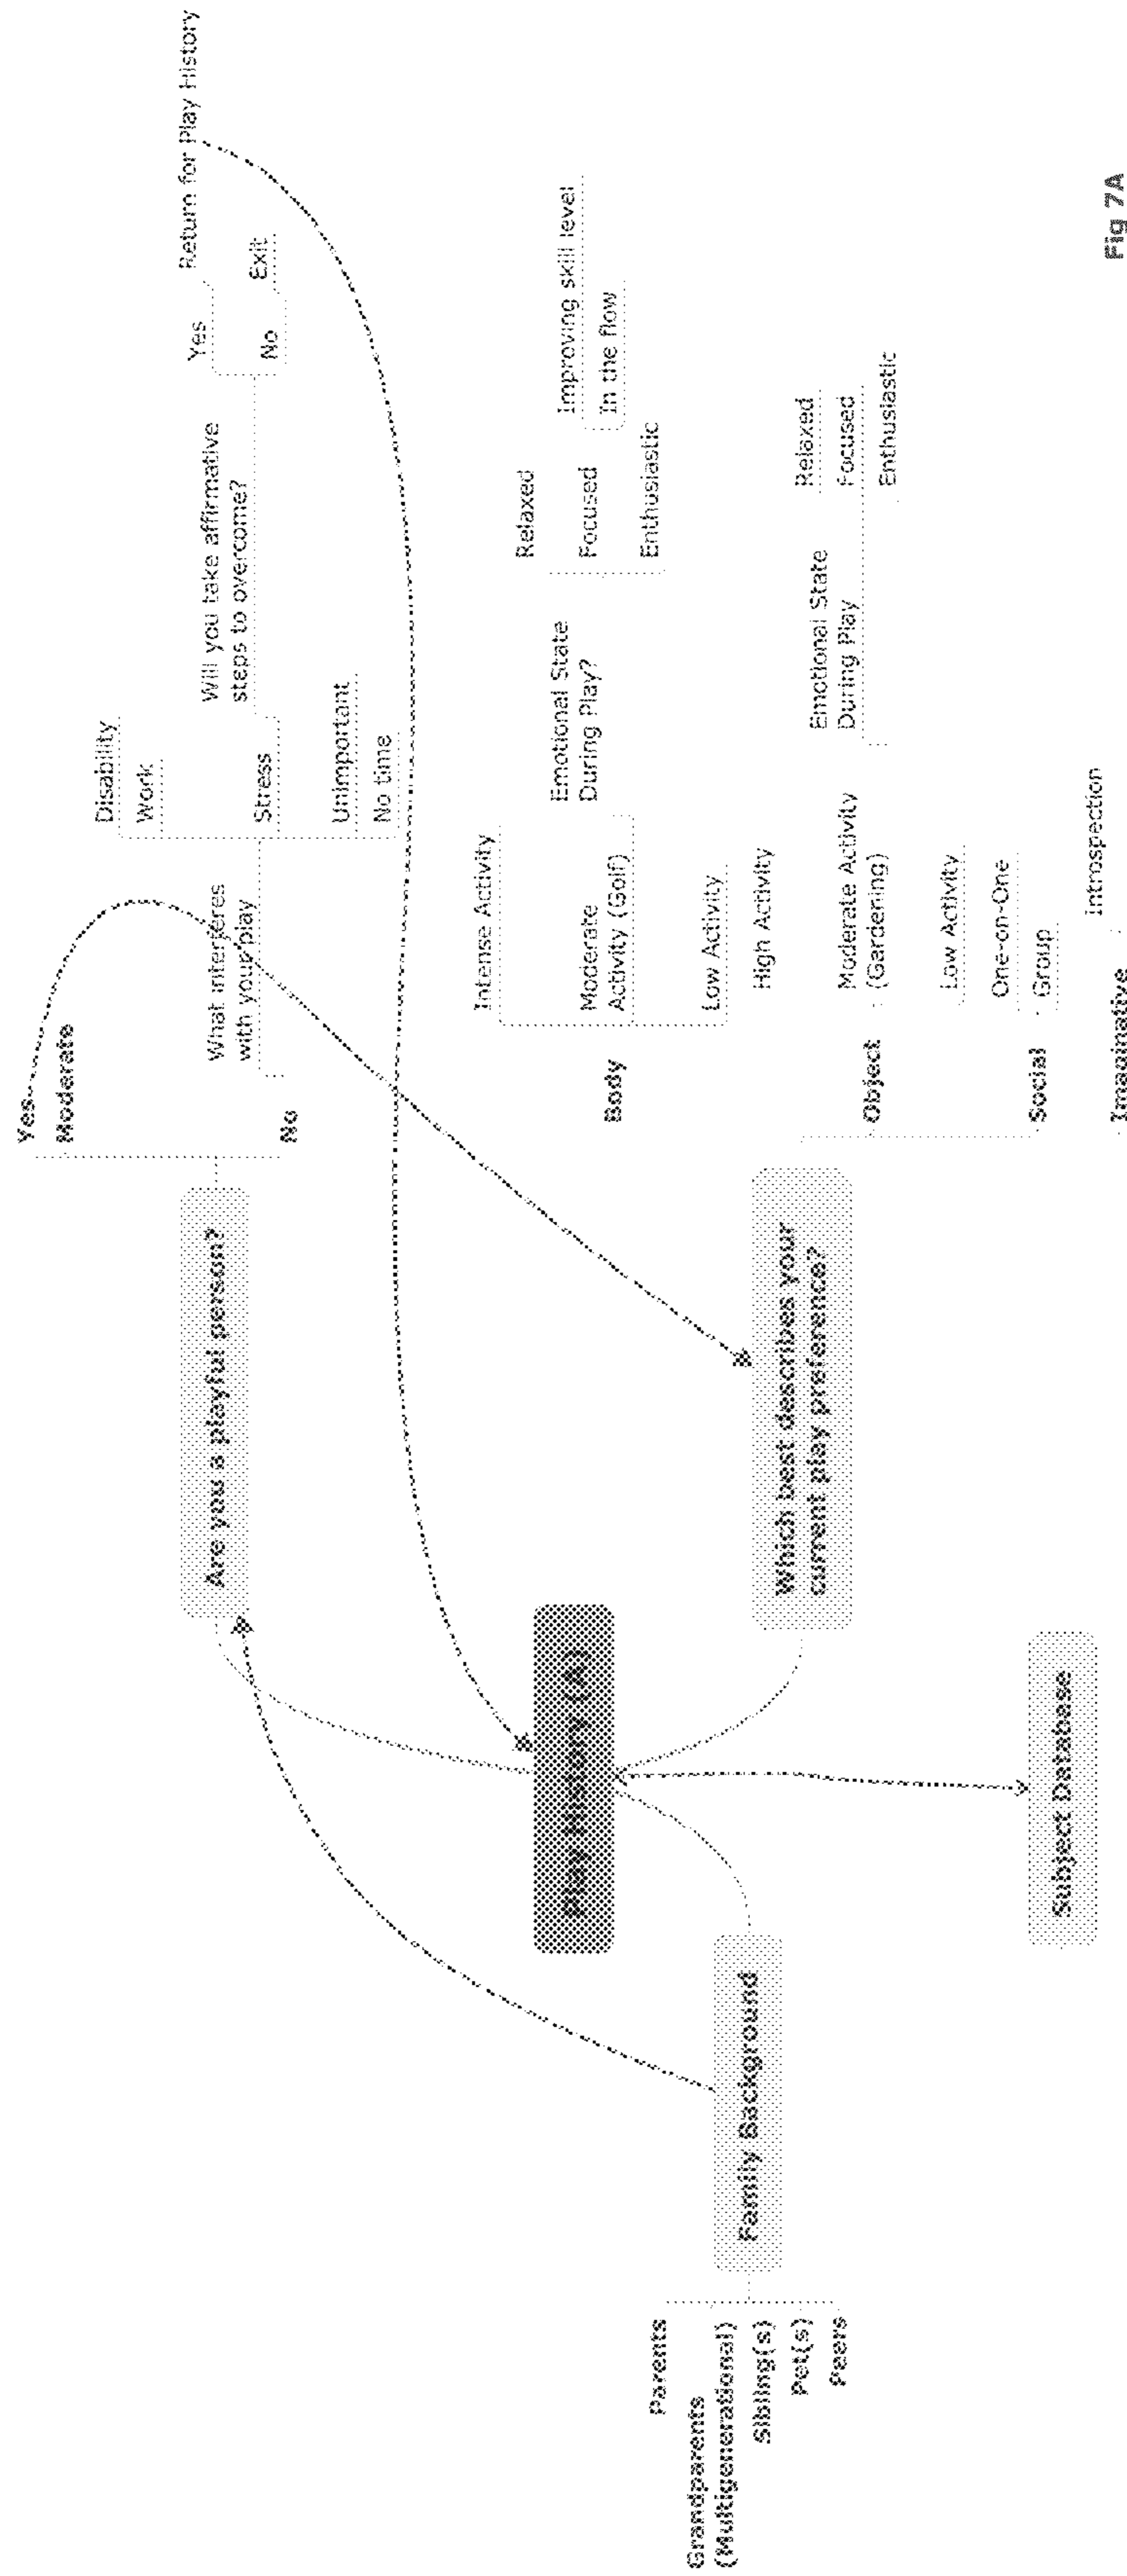 Yes
Moderate
No
Are you a playful person?
What interferes
with your play
Disability
Work
Stress
Unimportant
No time
Will you take affirmative
steps to overcome?
Yes
No
Return for Play History
Exit
Play History (A)
Which best describes your
current play preference?
Body
Intense Activity
Moderate
Activity (Golf)
Low Activity
Emotional State
During Play?
Relaxed
Focused
Enthusiastic
Improving skill level
In the flow
Object
High Activity
Moderate Activity
(Gardening)
Low Activity
Emotional State
During Play
Relaxed
Focused
Enthusiastic
Social
One-on-One
Group
Imaginative
Introspection
Family Background
Parents
Grandparents
(Multigenerational)
Sibling(s)
Pet(s)
Peers
Subject Database
Fig 7A